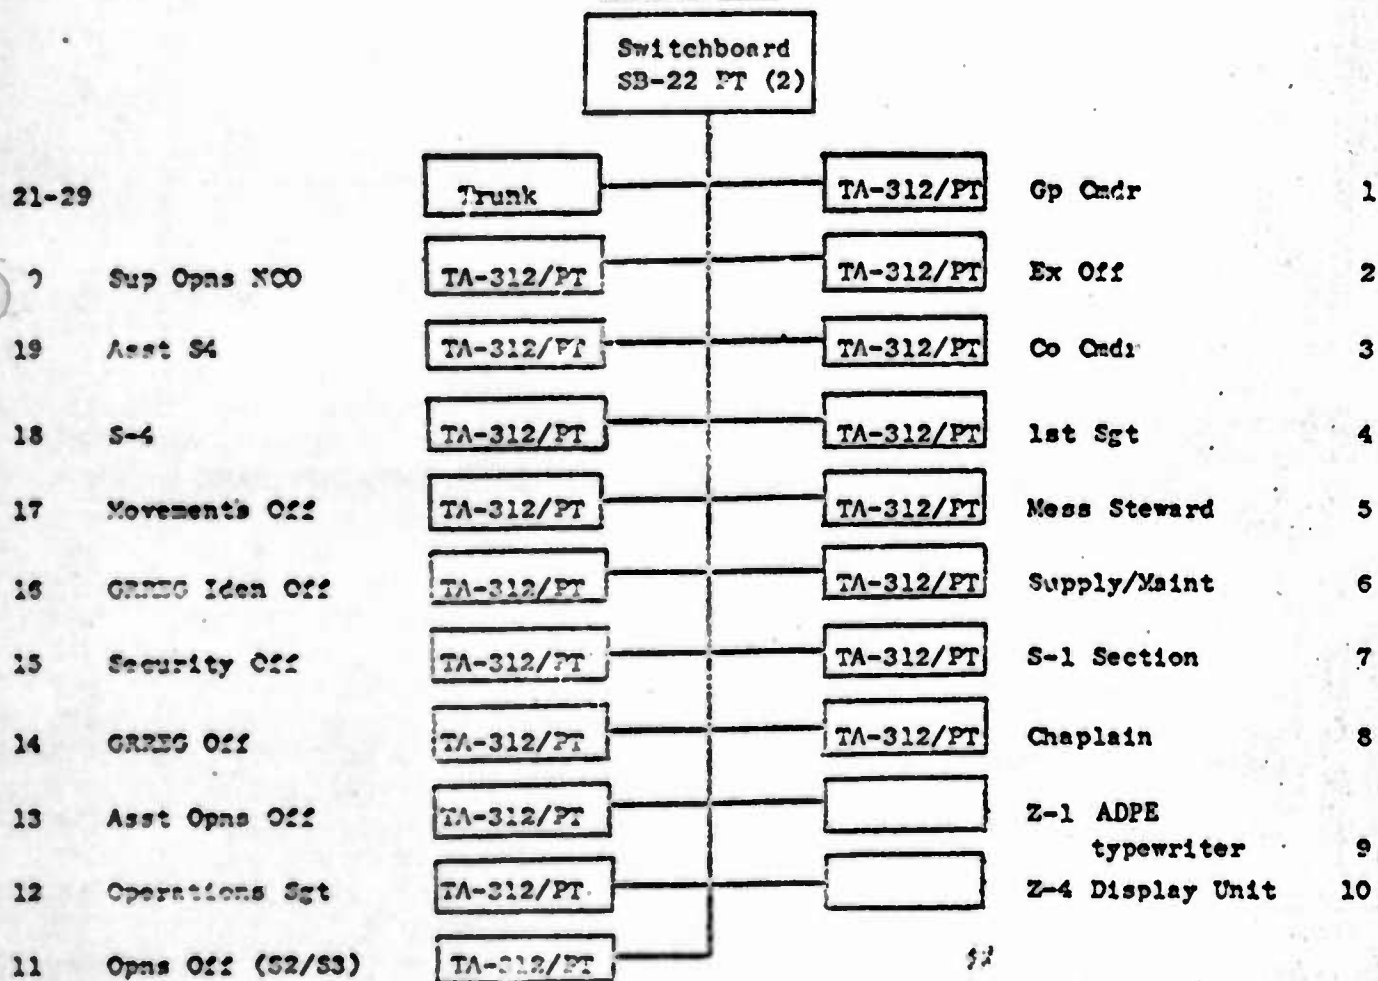 Switchboard
SB-22 PT (2)
21-29 Trunk TA-312/PT Gp Cmdr 1
Sup Opns NCO TA-312/PT TA-312/PT Ex Off 2
19 Asst S4 TA-312/PT TA-312/PT Co Cmdr 3
18 S-4 TA-312/PT TA-312/PT 1st Sgt 4
17 Movements Off TA-312/PT TA-312/PT Mess Steward 5
16 GRREG Iden Off TA-312/PT TA-312/PT Supply/Maint 6
15 Security Off TA-312/PT TA-312/PT S-1 Section 7
14 GRREG Off TA-312/PT TA-312/PT Chaplain 8
13 Asst Opns Off TA-312/PT Z-1 ADPE
typewriter 9
12 Operations Sgt TA-312/PT Z-4 Display Unit 10
11 Opns Off (S2/S3) TA-312/PT